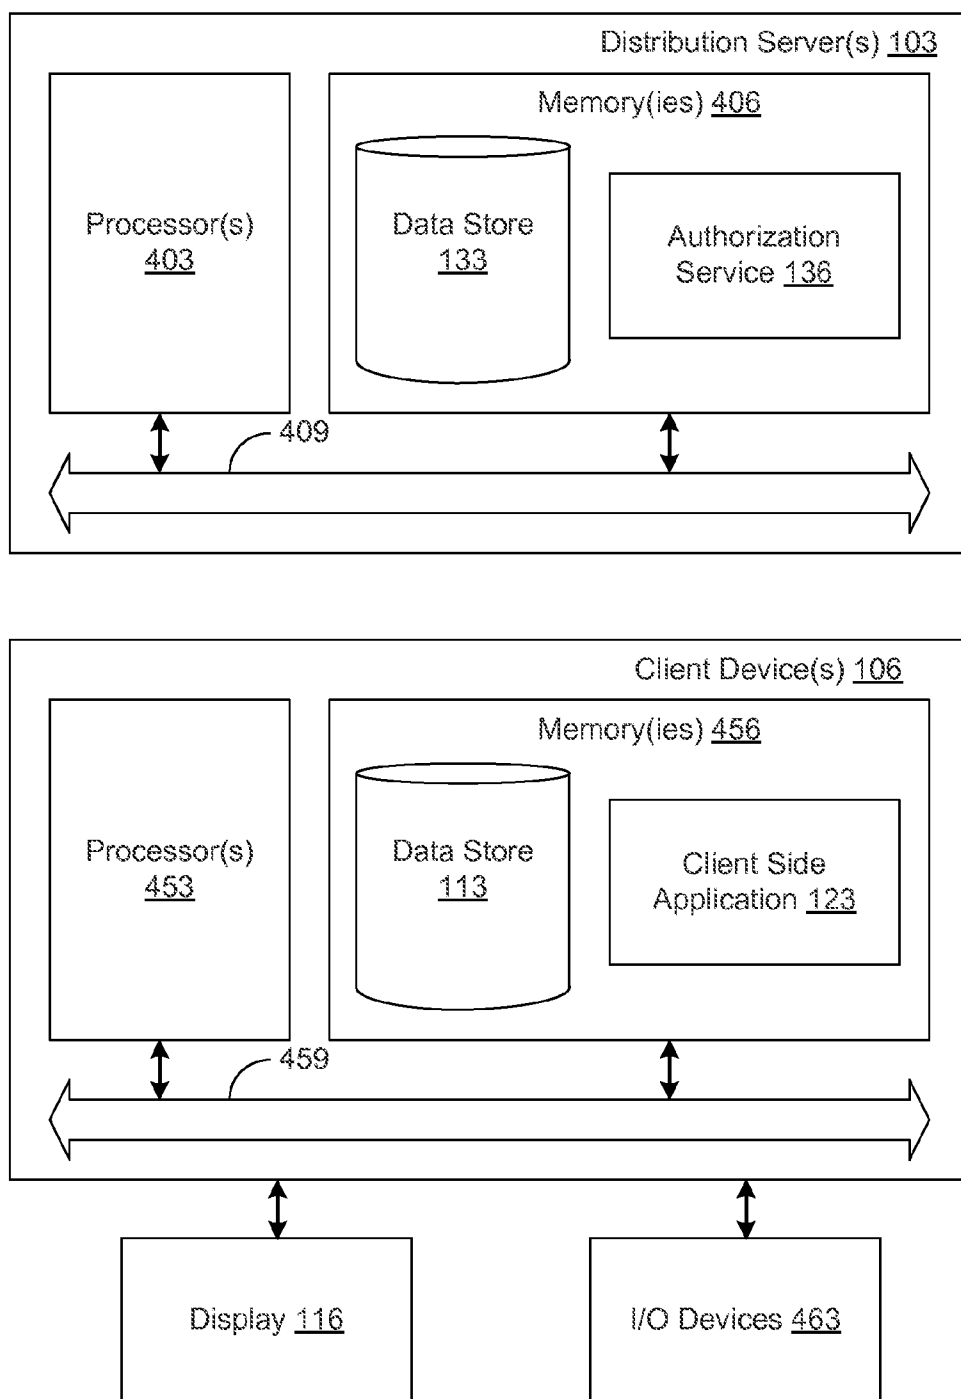 Distribution Server(s) 103
Memory(ies) 406
Processor(s)
403
Data Store
133
Authorization
Service 136
409
Client Device(s) 106
Memory(ies) 456
Processor(s)
453
Data Store
113
Client Side
Application 123
459
Display 116
I/O Devices 463